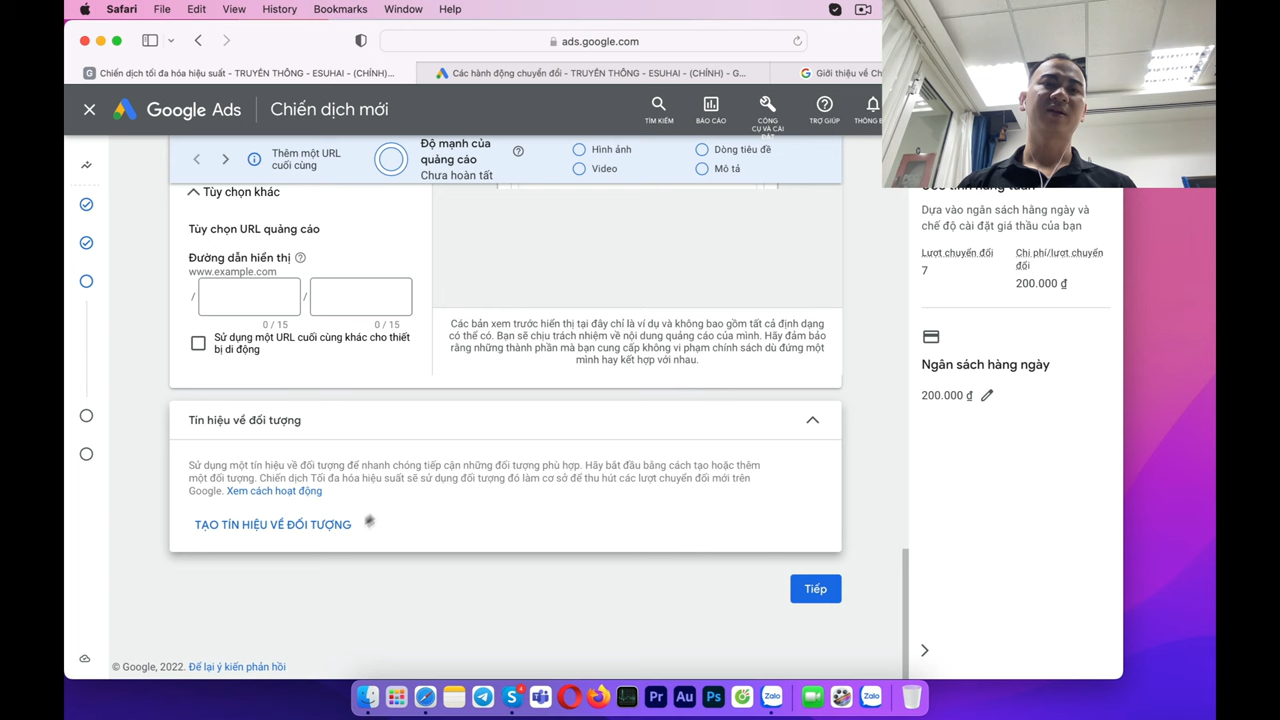 Safari File Edit View History Bookmarks Window Help
ads.google.com
Chiến dịch tối đa hóa hiệu suất - TRUYỀN THÔNG - ESUHAI - (CHÍNH)...
Các hành động chuyển đổi - TRUYỀN THÔNG - ESUHAI - (CHÍNH) - G...
Giới thiệu về Ch
Google Ads Chiến dịch mới
TÌM KIẾM
BÁO CÁO
CÔNG
CỤ VÀ CÀI
ĐẶT
TRỢ GIÚP
THÔNG B
Thêm một URL
cuối cùng
Độ mạnh của
quảng cáo
Chưa hoàn tất
Hình ảnh
Dòng tiêu đề
Video
Mô tả
Tùy chọn khác
Tùy chọn URL quảng cáo
Đường dẫn hiển thị
www.example.com
/ /
0 / 15 0 / 15
Sử dụng một URL cuối cùng khác cho thiết
bị di động
Các bản xem trước hiển thị tại đây chỉ là ví dụ và không bao gồm tất cả định dạng
có thể có. Bạn sẽ chịu trách nhiệm về nội dung quảng cáo của mình. Hãy đảm bảo
rằng những thành phần mà bạn cung cấp không vi phạm chính sách dù đứng một
mình hay kết hợp với nhau.
Tín hiệu về đối tượng
Sử dụng một tín hiệu về đối tượng để nhanh chóng tiếp cận những đối tượng phù hợp. Hãy bắt đầu bằng cách tạo hoặc thêm
một đối tượng. Chiến dịch Tối đa hóa hiệu suất sẽ sử dụng đối tượng đó làm cơ sở để thu hút các lượt chuyển đổi mới trên
Google. Xem cách hoạt động
TẠO TÍN HIỆU VỀ ĐỐI TƯỢNG
Tiếp
© Google, 2022. Để lại ý kiến phản hồi
Dựa vào ngân sách hằng ngày và
chế độ cài đặt giá thầu của bạn
Lượt chuyển đổi
7
Chi phí/lượt chuyển
đổi
200.000 ₫
Ngân sách hàng ngày
200.000 ₫
Pr Au Ps Zalo Zalo